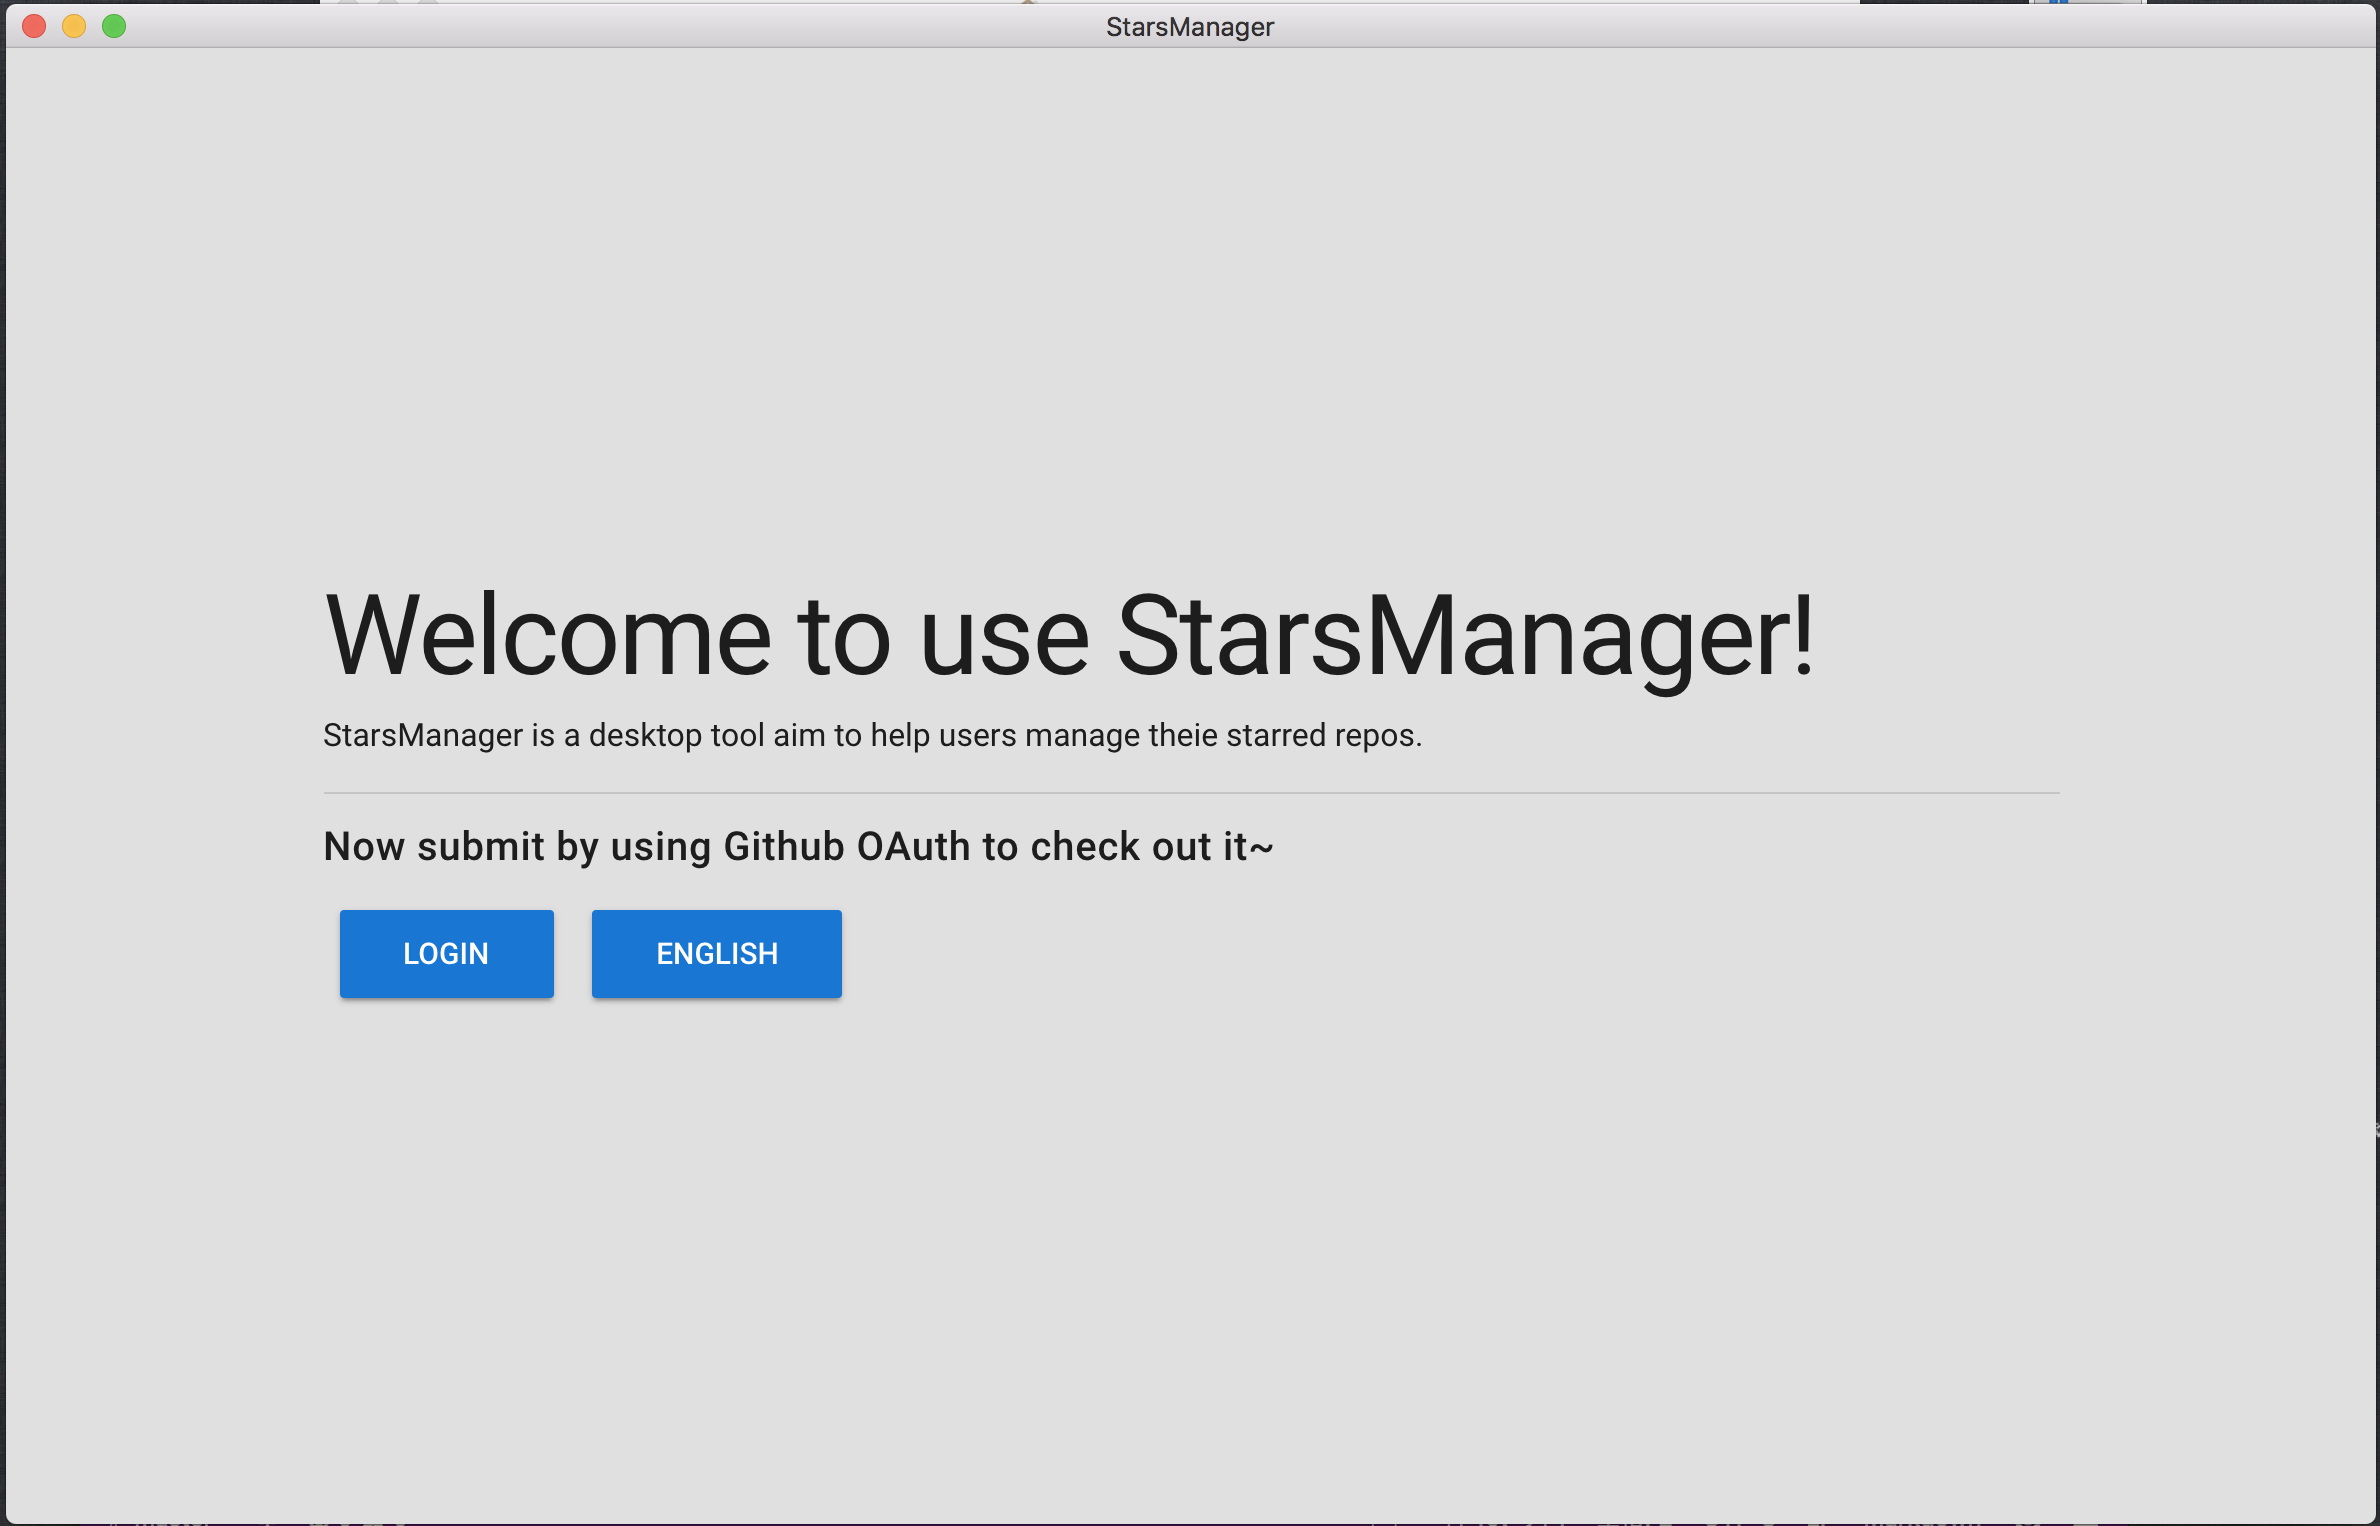 StarsManager
Welcome to use StarsManager!
StarsManager is a desktop tool aim to help users manage theie starred repos.
Now submit by using Github OAuth to check out it~
LOGIN
ENGLISH